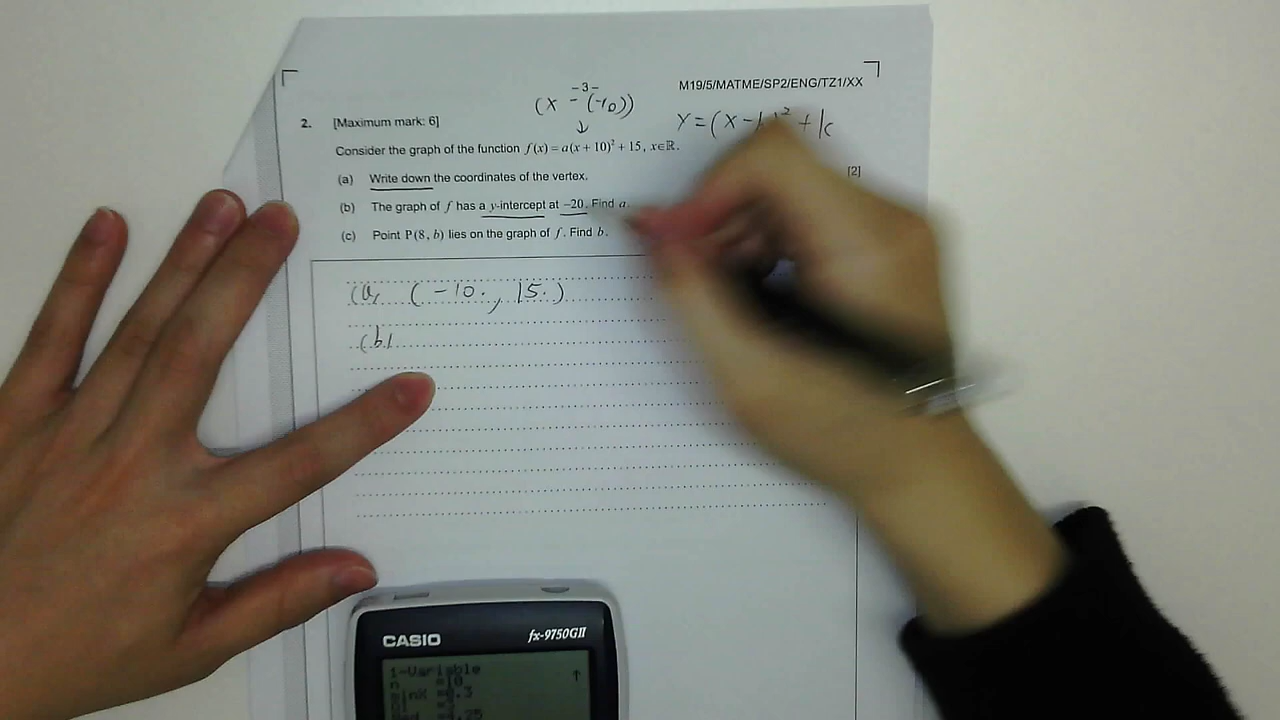 - 3 -
M19/5/MATME/SP2/ENG/TZ1/XX
(x - (-10))
↓
y = (x - h)² + k
2. [Maximum mark: 6]
Consider the graph of the function f(x) = a(x + 10)² + 15, x∈ℝ.
(a) Write down the coordinates of the vertex. [2]
(b) The graph of f has a y-intercept at −20. Find a.
(c) Point P(8, b) lies on the graph of f. Find b.
(a) (-10, 15)
(b)
CASIO fx-9750GII
1-Variable
n =10